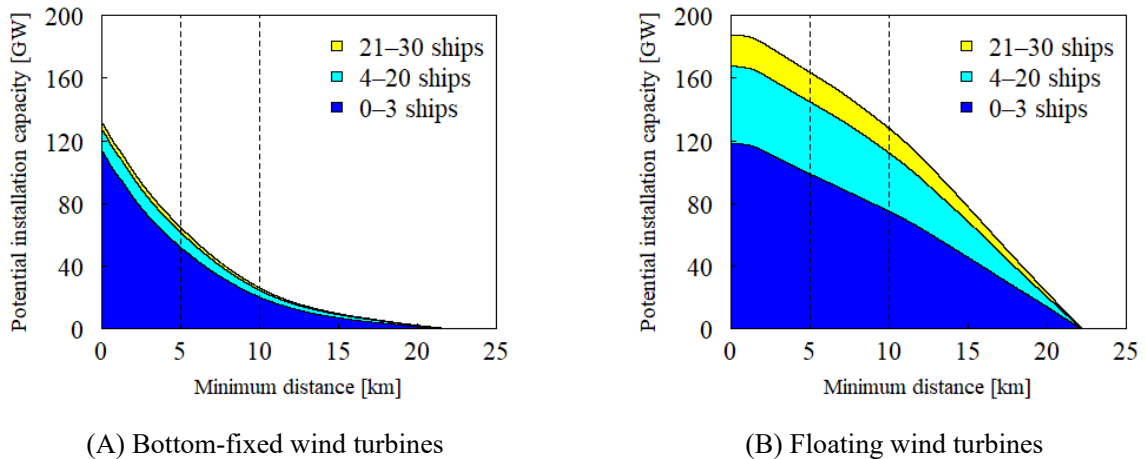 Potential installation capacity [GW]
200
160
120
80
40
0
21–30 ships
4–20 ships
0–3 ships
0 5 10 15 20 25
Minimum distance [km]
(A) Bottom-fixed wind turbines
Potential installation capacity [GW]
200
160
120
80
40
0
21–30 ships
4–20 ships
0–3 ships
0 5 10 15 20 25
Minimum distance [km]
(B) Floating wind turbines